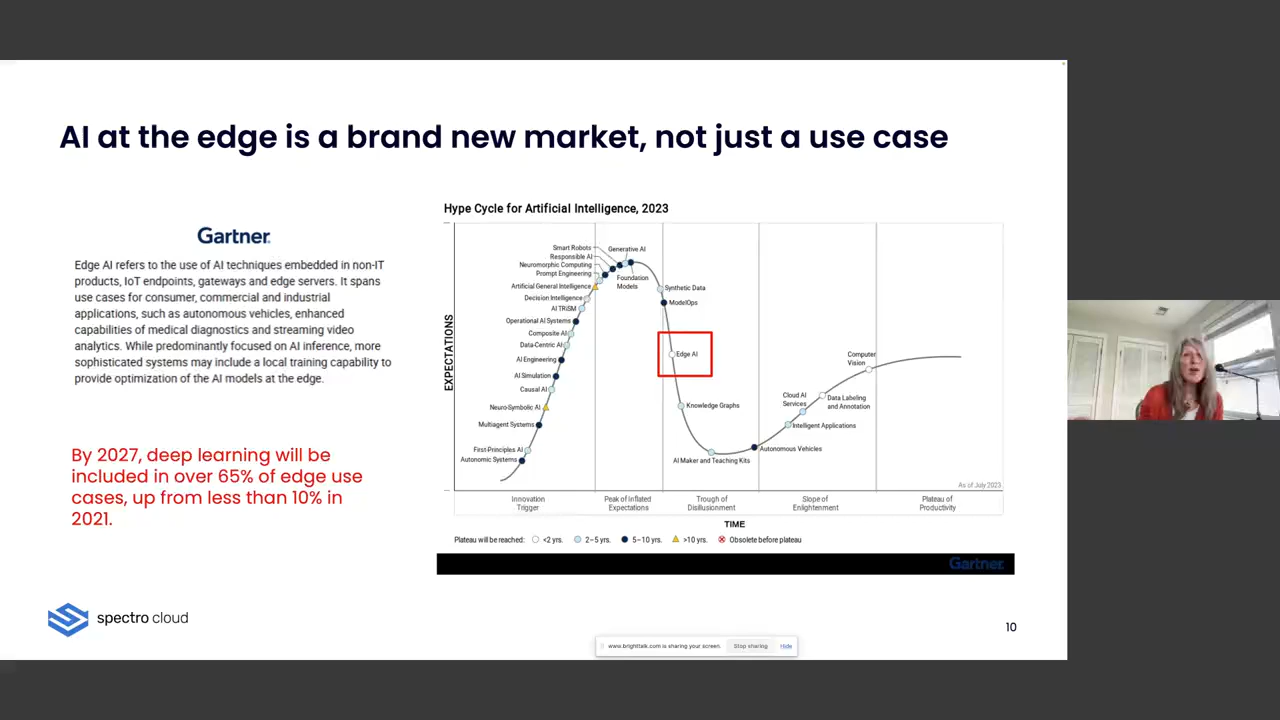 AI at the edge is a brand new market, not just a use case
Gartner.
Edge AI refers to the use of AI techniques embedded in non-IT
products, IoT endpoints, gateways and edge servers. It spans
use cases for consumer, commercial and industrial
applications, such as autonomous vehicles, enhanced
capabilities of medical diagnostics and streaming video
analytics. While predominantly focused on AI inference, more
sophisticated systems may include a local training capability to
provide optimization of the AI models at the edge.
By 2027, deep learning will be
included in over 65% of edge use
cases, up from less than 10% in
2021.
Hype Cycle for Artificial Intelligence, 2023
EXPECTATIONS
Smart Robots
Responsible AI
Neuromorphic Computing
Prompt Engineering
Artificial General Intelligence
Decision Intelligence
AI TRiSM
Operational AI Systems
Composite AI
Data-Centric AI
AI Engineering
AI Simulation
Causal AI
Neuro-Symbolic AI
Multiagent Systems
First-Principles AI
Autonomic Systems
Generative AI
Foundation
Models
Synthetic Data
ModelOps
Edge AI
Knowledge Graphs
AI Maker and Teaching Kits
Autonomous Vehicles
Intelligent Applications
Cloud AI
Services
Data Labeling
and Annotation
Computer
Vision
As of July 2023
Innovation
Trigger
Peak of Inflated
Expectations
Trough of
Disillusionment
Slope of
Enlightenment
Plateau of
Productivity
TIME
Plateau will be reached: <2 yrs. 2–5 yrs. 5–10 yrs. >10 yrs. Obsolete before plateau
Gartner.
spectro cloud
10
www.brighttalk.com is sharing your screen. Stop sharing Hide